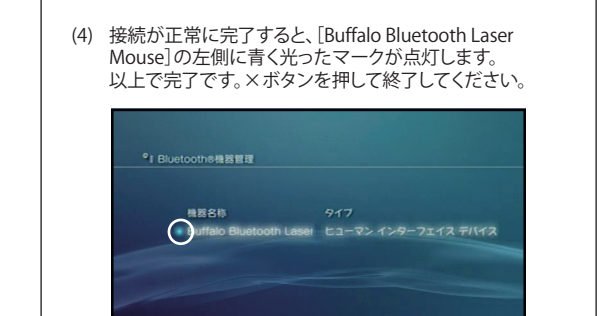 (4) 接続が正常に完了すると、[Buffalo Bluetooth Laser
Mouse]の左側に青く光ったマークが点灯します。
以上で完了です。×ボタンを押して終了してください。
Bluetooth®機器管理
機器名称 タイプ
Buffalo Bluetooth Laser ヒューマン インターフェイス デバイス